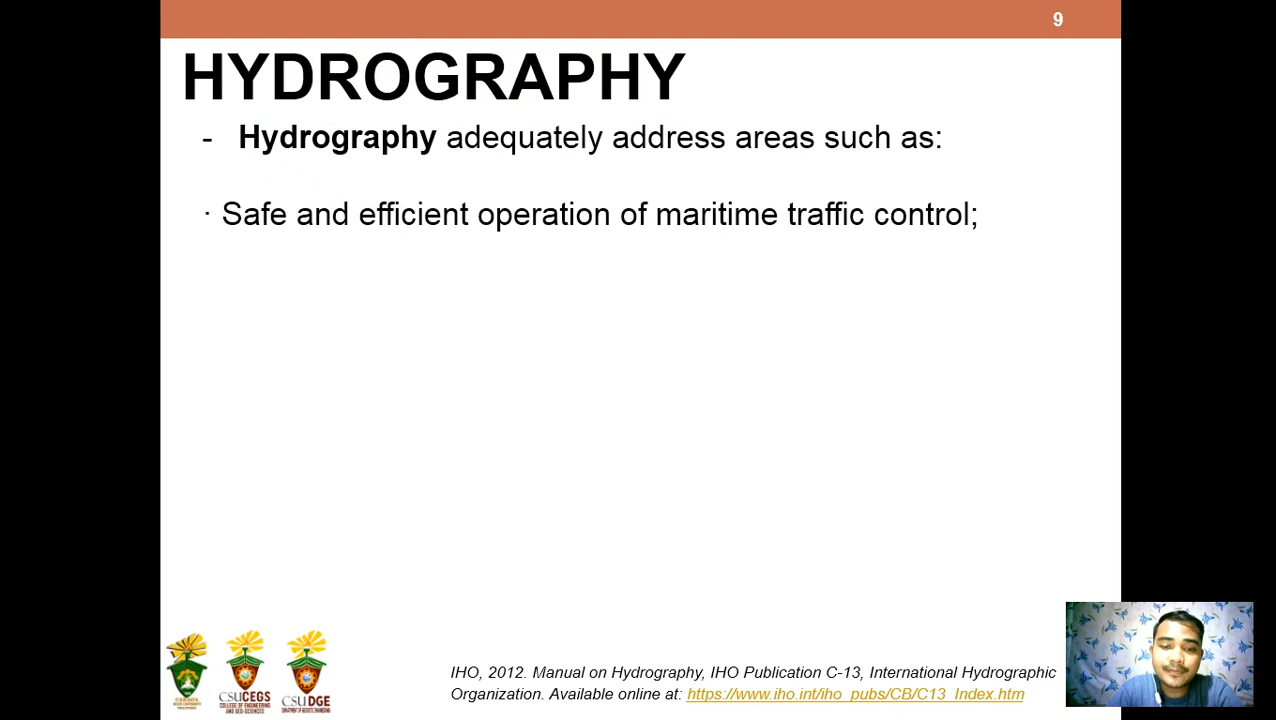 9
HYDROGRAPHY
- Hydrography adequately address areas such as:
· Safe and efficient operation of maritime traffic control;
CSUCEGS
COLLEGE OF ENGINEERING
AND GEO-SCIENCES
CSUDGE
DEPARTMENT OF GEODETIC ENGINEERING
IHO, 2012. Manual on Hydrography, IHO Publication C-13, International Hydrographic
Organization. Available online at: https://www.iho.int/iho_pubs/CB/C13_Index.htm